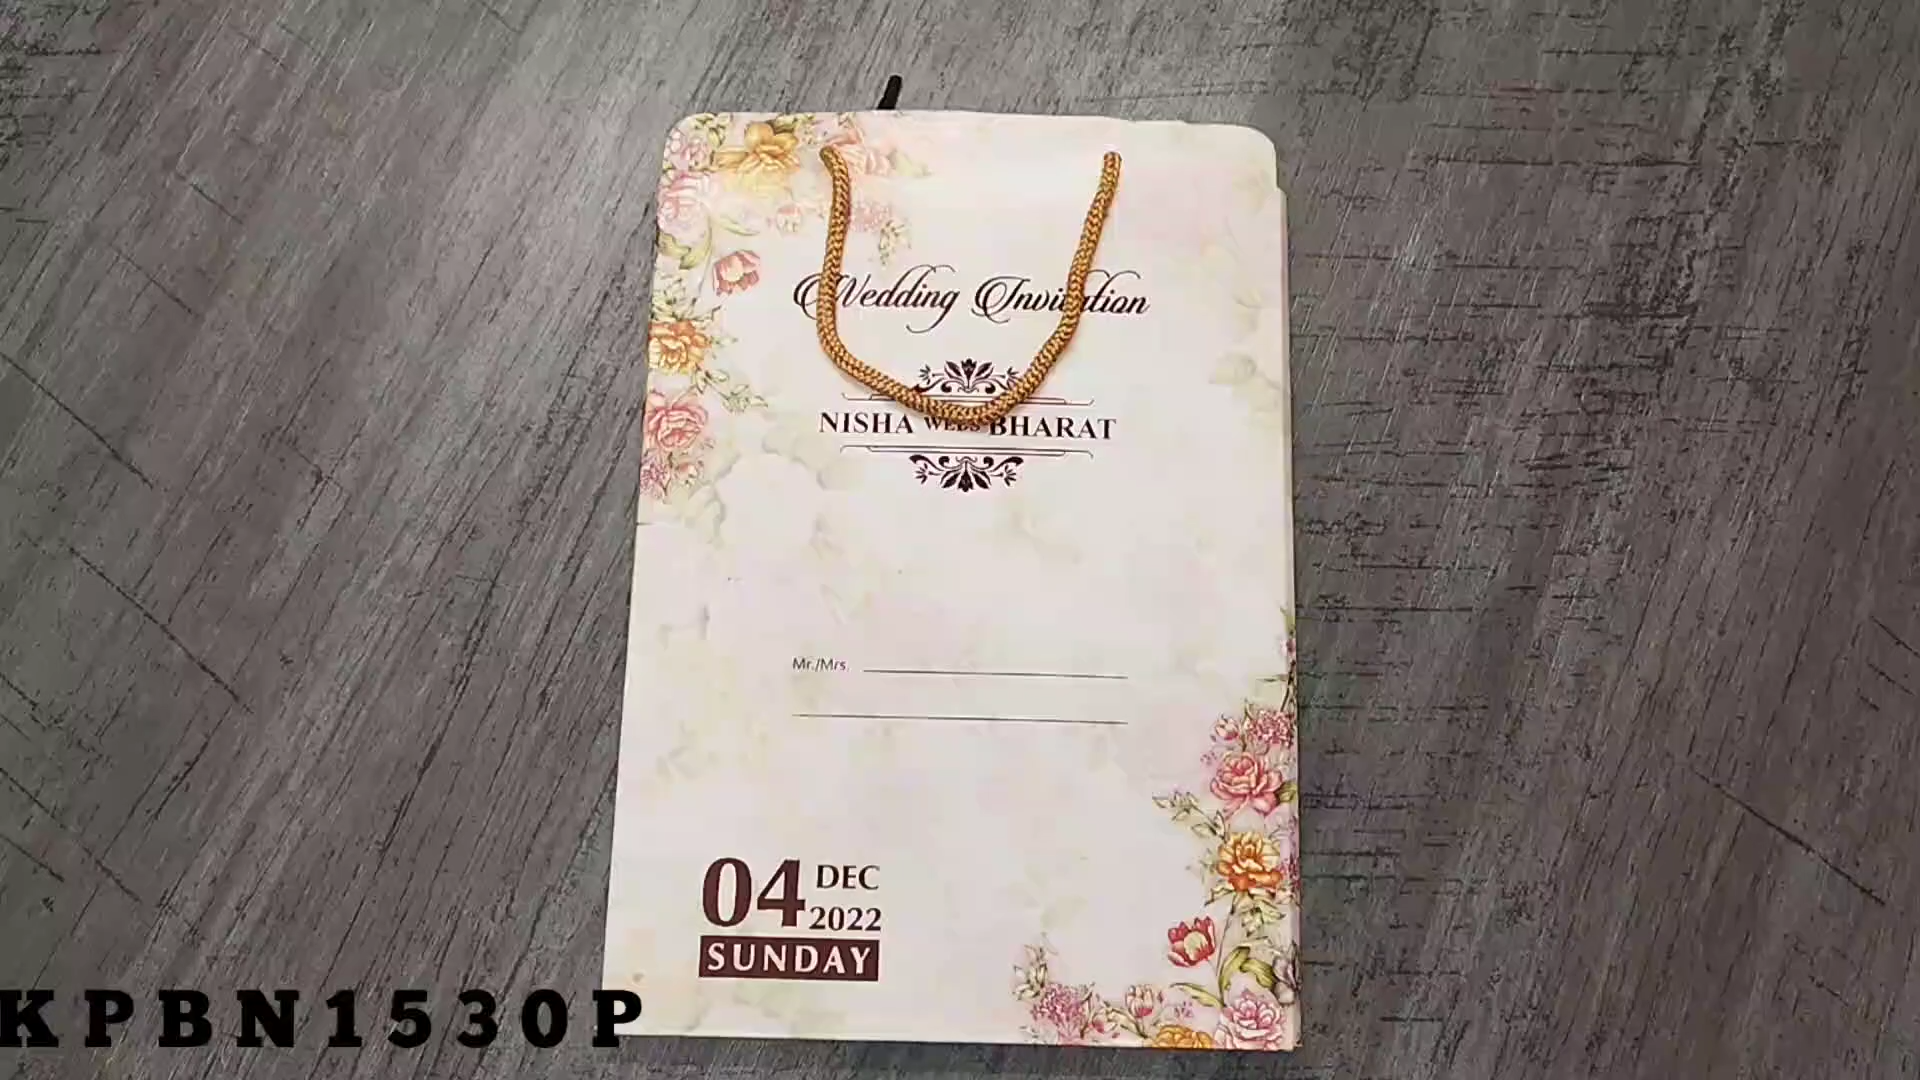 Wedding Invitation
NISHA WEDS BHARAT
Mr./Mrs.
04 DEC
2022
SUNDAY
KPBN1530P